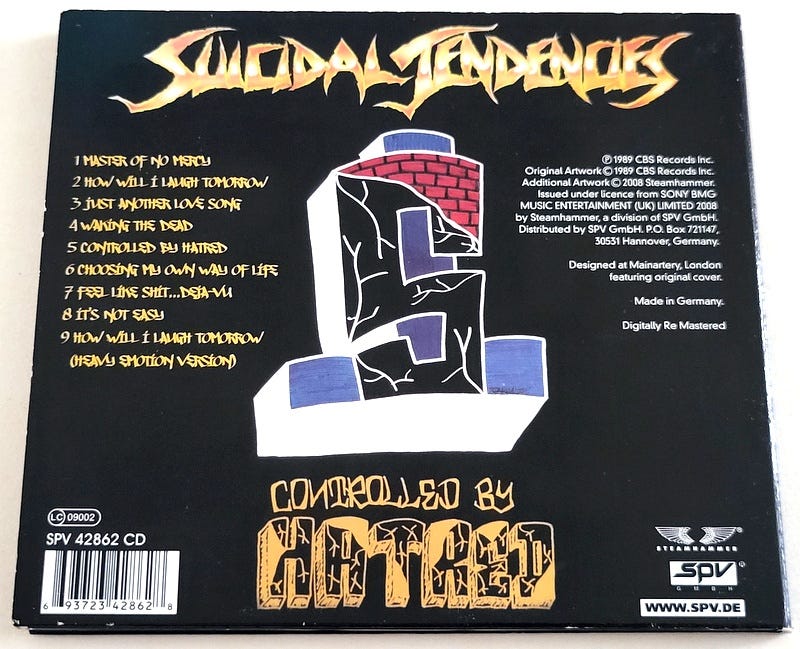 SUICIDAL TENDENCIES
1 MASTER OF NO MERCY
2 HOW WILL I LAUGH TOMORROW
3 JUST ANOTHER LOVE SONG
4 WAKING THE DEAD
5 CONTROLLED BY HATRED
6 CHOOSING MY OWN WAY OF LIFE
7 FEEL LIKE SHIT...DEJA-VU
8 IT'S NOT EASY
9 HOW WILL I LAUGH TOMORROW
(HEAVY EMOTION VERSION)
℗ 1989 CBS Records Inc.
Original Artwork © 1989 CBS Records Inc.
Additional Artwork © 2008 Steamhammer.
Issued under licence from SONY BMG
MUSIC ENTERTAINMENT (UK) LIMITED 2008
by Steamhammer, a division of SPV GmbH.
Distributed by SPV GmbH. P.O. Box 721147,
30531 Hannover, Germany.
Designed at Mainartery, London
featuring original cover.
Made in Germany.
Digitally Re Mastered
CONTROLLED BY
HATRED
LC 09002
SPV 42862 CD
6 93723 42862 8
STEAMHAMMER®
SPV®
GMBH
WWW.SPV.DE